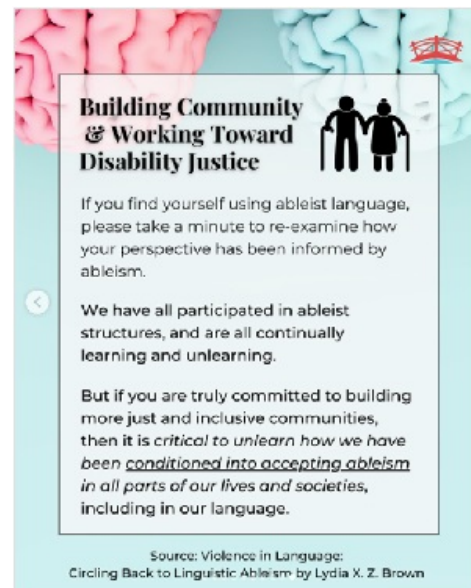 Building Community
& Working Toward
Disability Justice
If you find yourself using ableist language,
please take a minute to re-examine how
your perspective has been informed by
ableism.
We have all participated in ableist
structures, and are all continually
learning and unlearning.
But if you are truly committed to building
more just and inclusive communities,
then it is critical to unlearn how we have
been conditioned into accepting ableism
in all parts of our lives and societies,
including in our language.
Source: Violence in Language:
Circling Back to Linguistic Ableism by Lydia X. Z. Brown